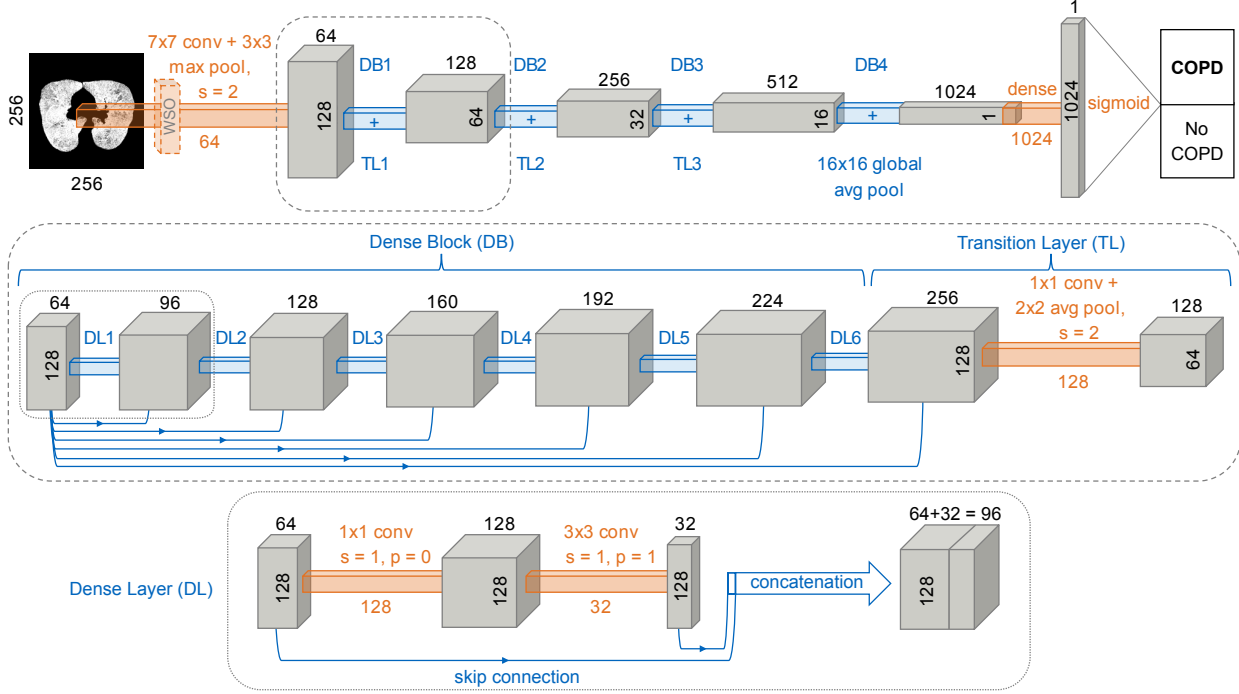 256
256
7x7 conv + 3x3
max pool,
s = 2
WSO
64
64
128
DB1
+
TL1
128
64
DB2
+
TL2
256
32
DB3
+
TL3
512
16
DB4
+
16x16 global
avg pool
1024
1
dense
1024
1
1024
sigmoid
COPD
No
COPD
Dense Block (DB)
Transition Layer (TL)
64
128
DL1
96
DL2
128
DL3
160
DL4
192
DL5
224
DL6
256
128
1x1 conv +
2x2 avg pool,
s = 2
128
128
64
Dense Layer (DL)
64
128
1x1 conv
s = 1, p = 0
128
128
128
3x3 conv
s = 1, p = 1
32
32
128
skip connection
concatenation
64+32 = 96
128